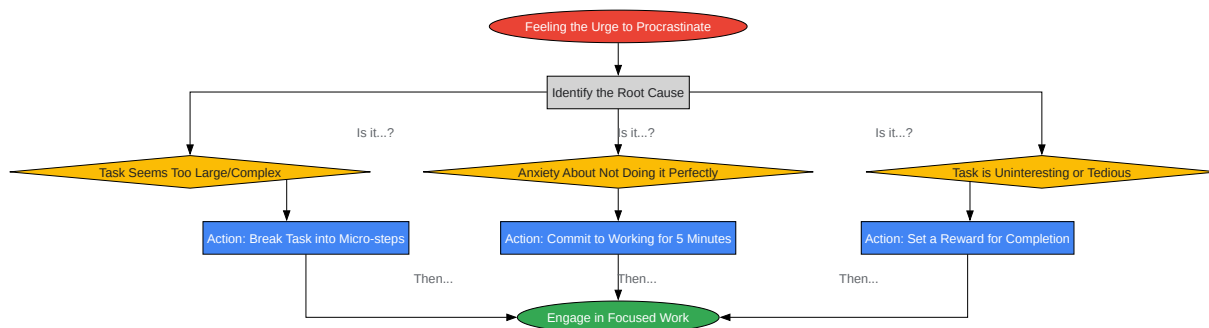 Feeling the Urge to Procrastinate
Identify the Root Cause
Is it...?
Is it...?
Is it...?
Task Seems Too Large/Complex
Anxiety About Not Doing it Perfectly
Task is Uninteresting or Tedious
Action: Break Task into Micro-steps
Action: Commit to Working for 5 Minutes
Action: Set a Reward for Completion
Then...
Then...
Then...
Engage in Focused Work